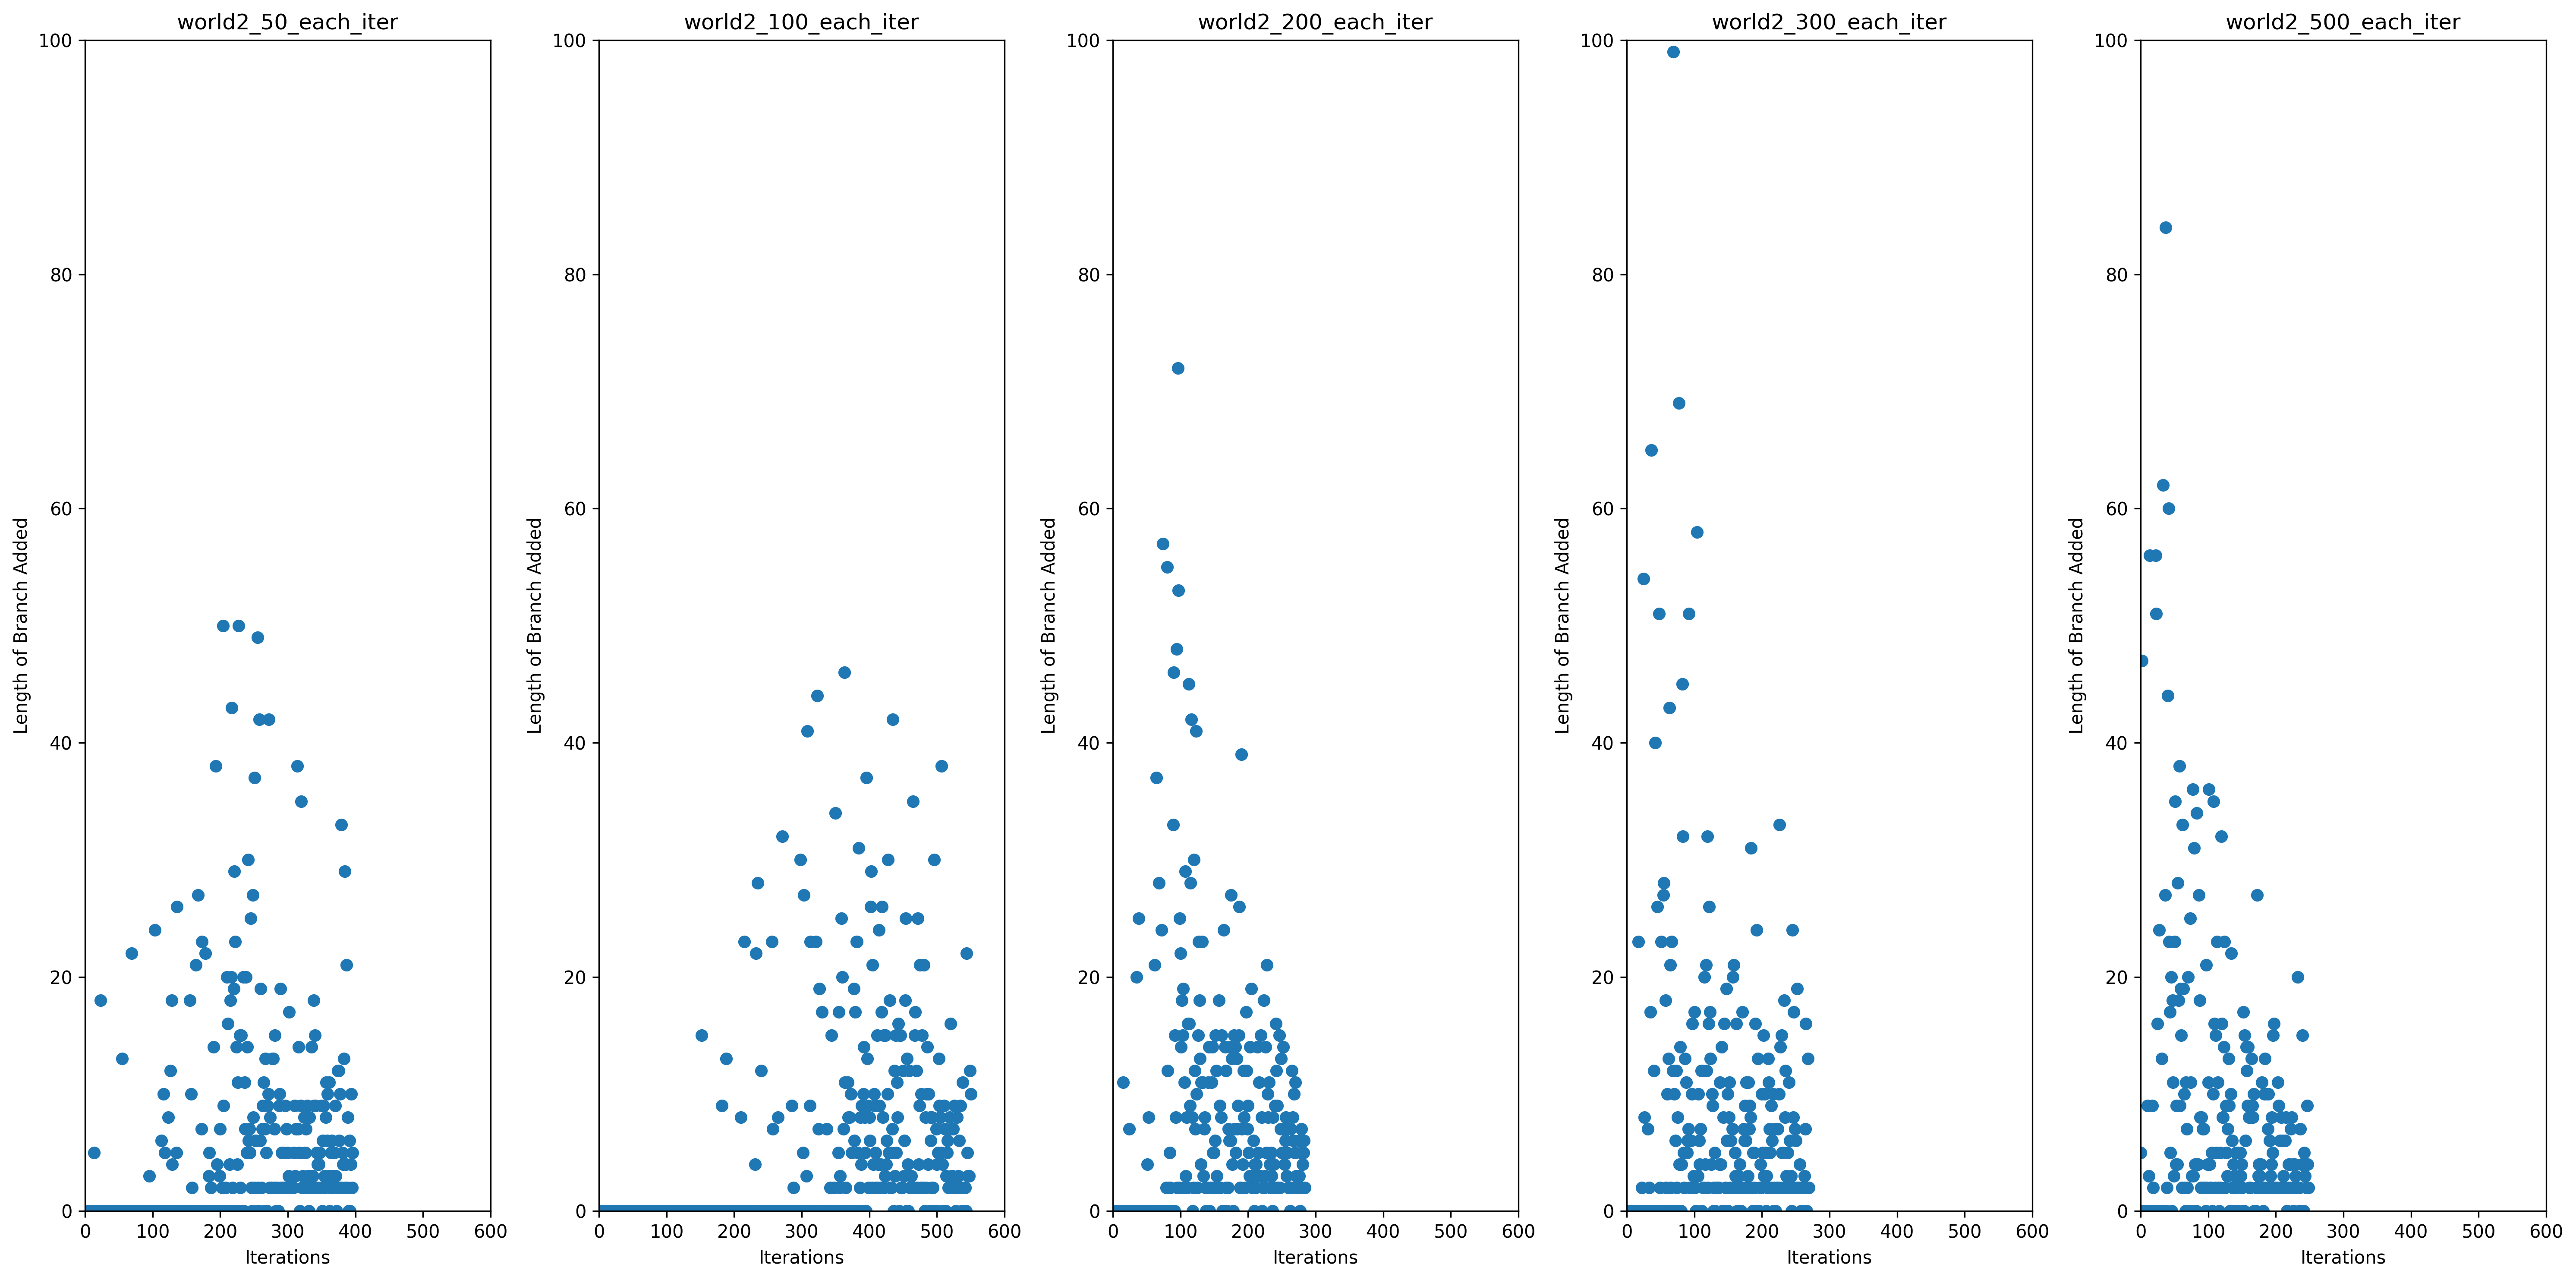 world2_50_each_iter
100
80
60
40
20
0
Length of Branch Added
0 100 200 300 400 500 600
Iterations
world2_100_each_iter
100
80
60
40
20
0
Length of Branch Added
0 100 200 300 400 500 600
Iterations
world2_200_each_iter
100
80
60
40
20
0
Length of Branch Added
0 100 200 300 400 500 600
Iterations
world2_300_each_iter
100
80
60
40
20
0
Length of Branch Added
0 100 200 300 400 500 600
Iterations
world2_500_each_iter
100
80
60
40
20
0
Length of Branch Added
0 100 200 300 400 500 600
Iterations